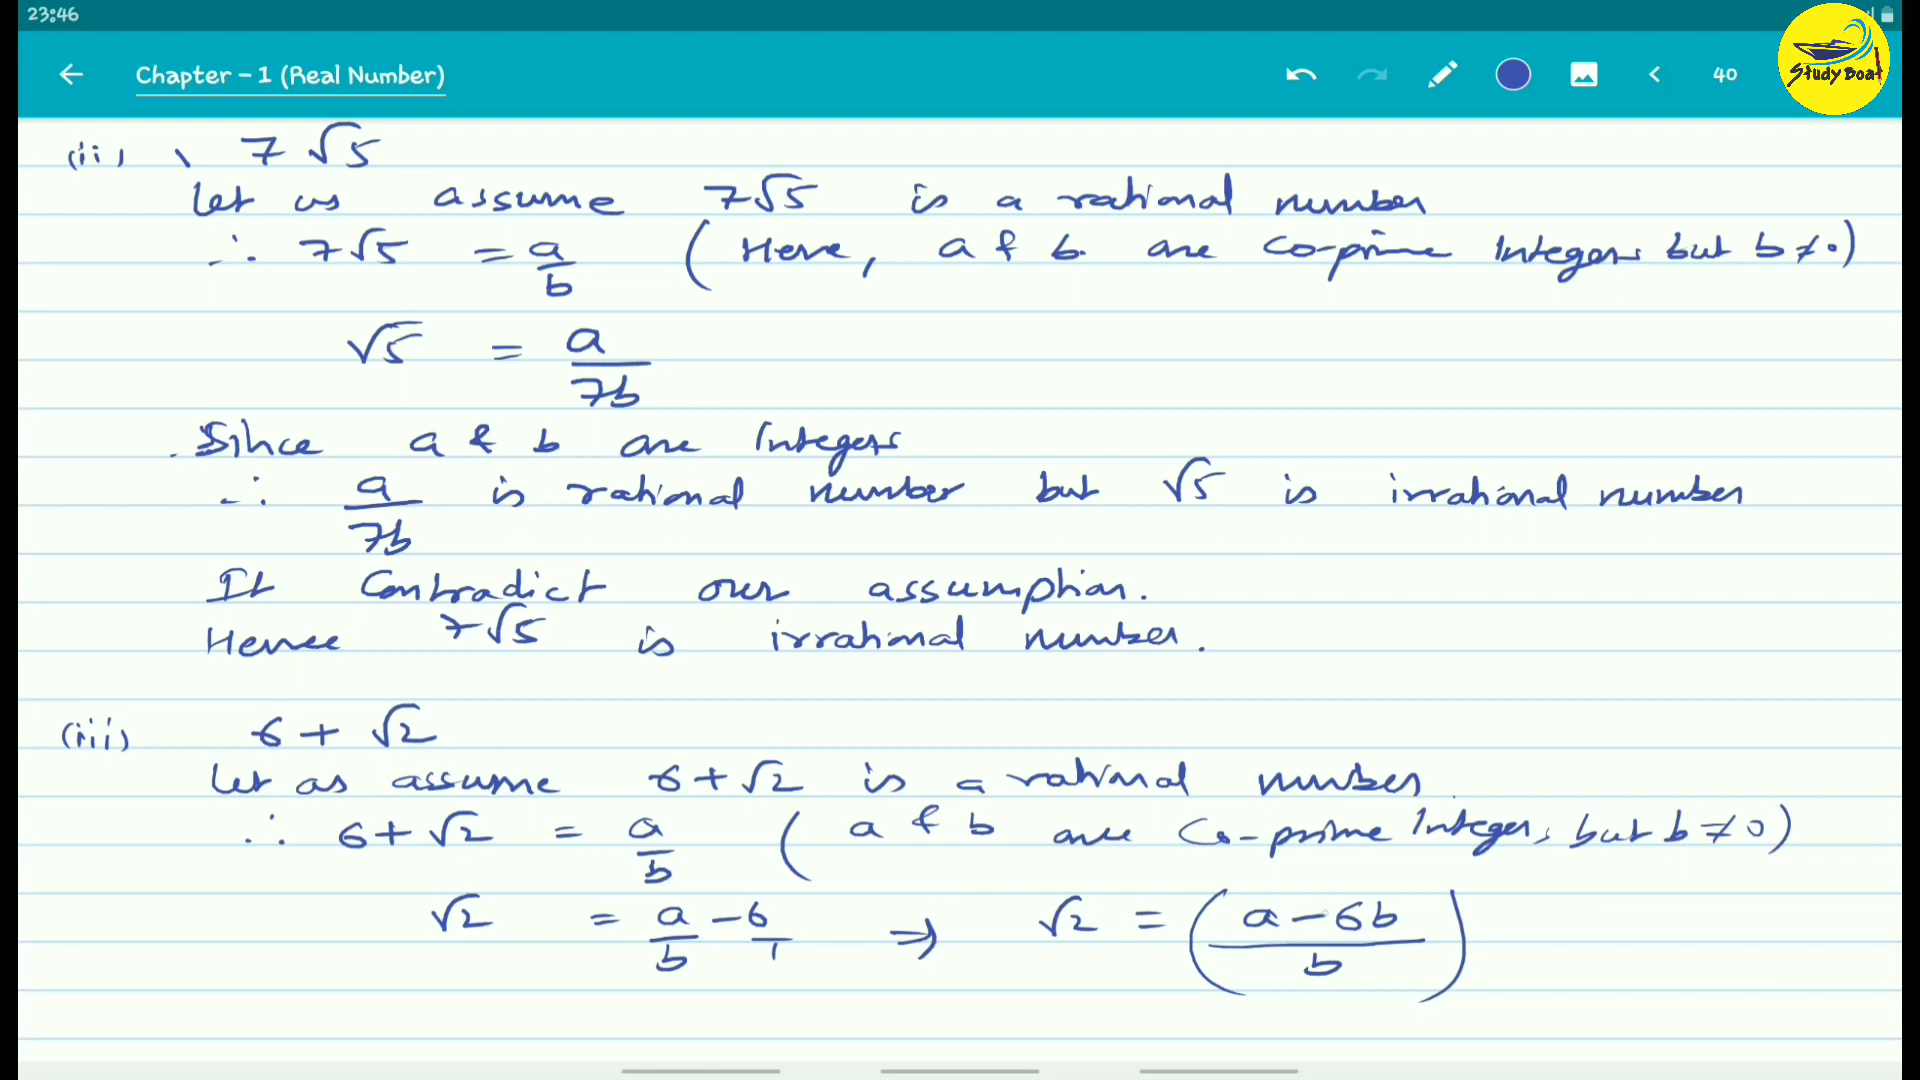 23:46
Chapter – 1 (Real Number)
40
Study Boat
(ii) 7√5
Let us assume 7√5 is a rational number
∴ 7√5 = a/b (Here, a & b are co-prime Integers but b≠0)
√5 = a/7b
Since a & b are Integers
∴ a/7b is rational number but √5 is irrational number
It Contradict our assumption.
Hence 7√5 is irrational number.
(iii) 6 + √2
Let as assume 6+√2 is a rational number
∴ 6+√2 = a/b (a & b are Co-prime Integers but b≠0)
√2 = a/b – 6/1 ⇒ √2 = (a–6b/b)